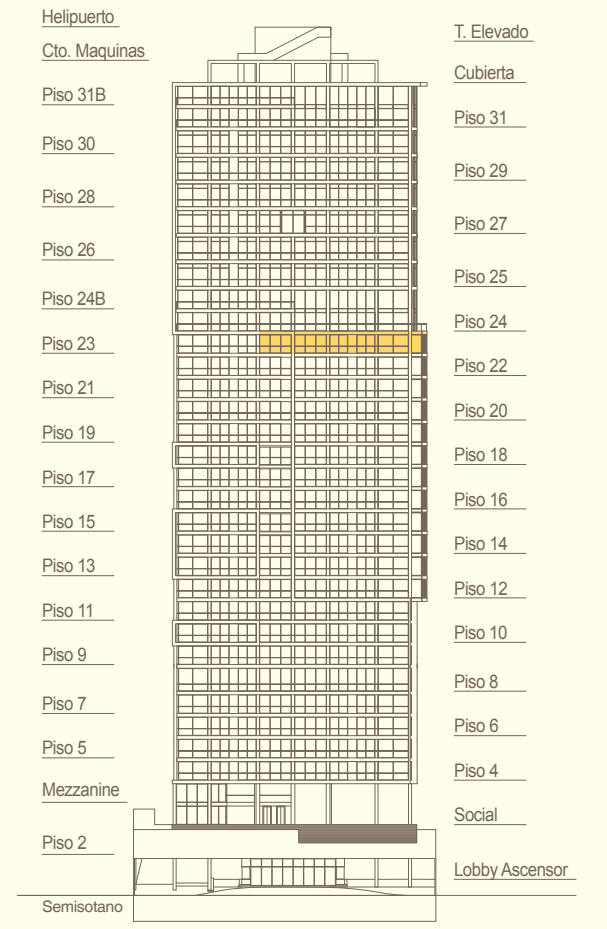 Helipuerto
T. Elevado
Cto. Maquinas
Cubierta
Piso 31B
Piso 31
Piso 30
Piso 29
Piso 28
Piso 27
Piso 26
Piso 25
Piso 24B
Piso 24
Piso 23
Piso 22
Piso 21
Piso 20
Piso 19
Piso 18
Piso 17
Piso 16
Piso 15
Piso 14
Piso 13
Piso 12
Piso 11
Piso 10
Piso 9
Piso 8
Piso 7
Piso 6
Piso 5
Piso 4
Mezzanine
Social
Piso 2
Lobby Ascensor
Semisotano